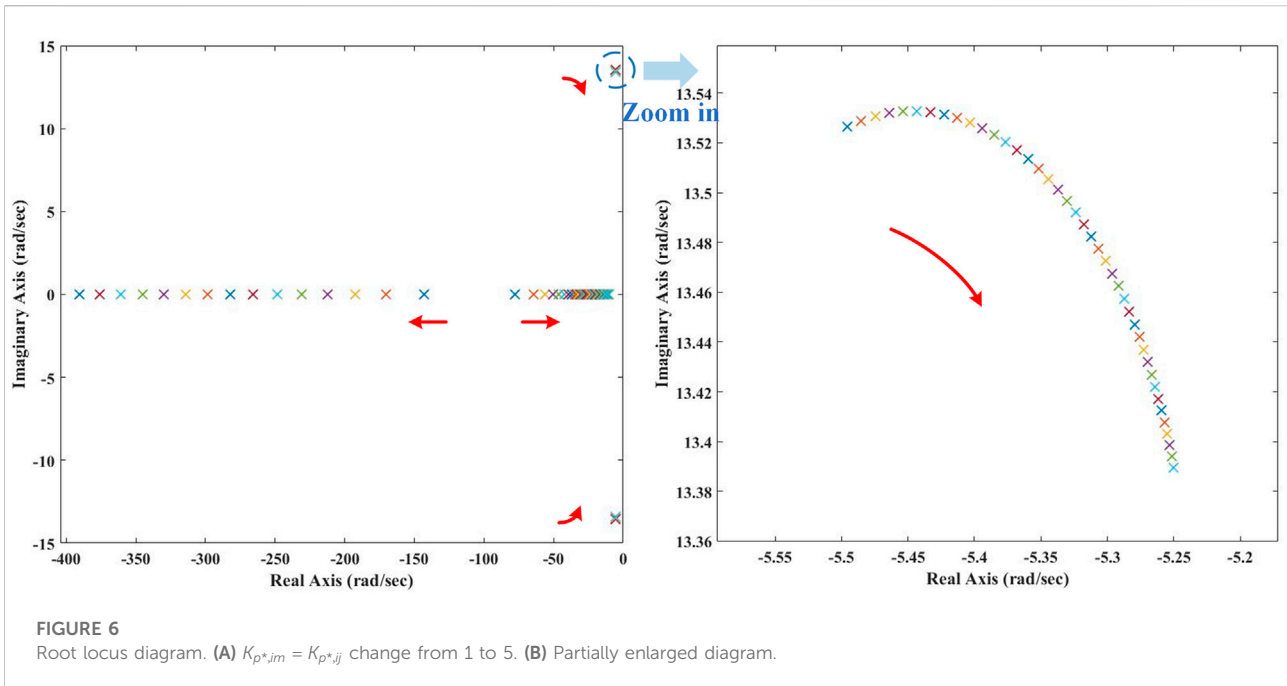 15
10
5
0
-5
-10
-15
Imaginary Axis (rad/sec)
-400 -350 -300 -250 -200 -150 -100 -50 0
Real Axis (rad/sec)
Zoom in
13.54
13.52
13.5
13.48
13.46
13.44
13.42
13.4
13.38
13.36
Imaginary Axis (rad/sec)
-5.55 -5.5 -5.45 -5.4 -5.35 -5.3 -5.25 -5.2
Real Axis (rad/sec)
FIGURE 6
Root locus diagram. (A) Kp*,im = Kp*,ij change from 1 to 5. (B) Partially enlarged diagram.